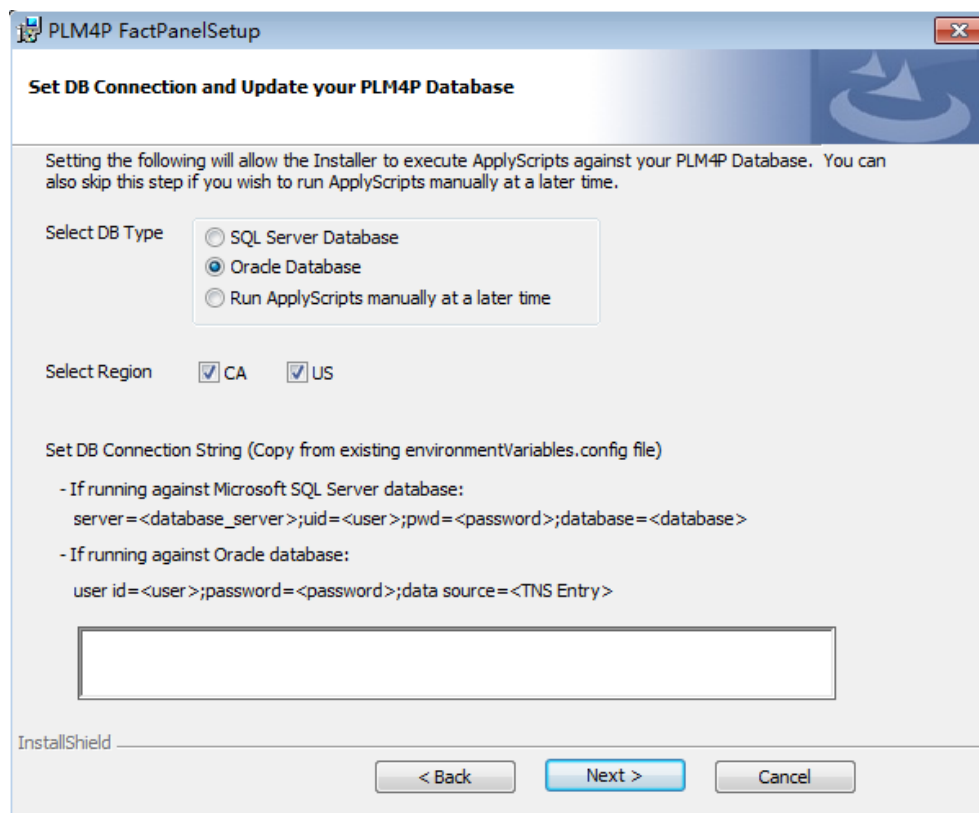 PLM4P FactPanelSetup
Set DB Connection and Update your PLM4P Database
Setting the following will allow the Installer to execute ApplyScripts against your PLM4P Database.  You can
also skip this step if you wish to run ApplyScripts manually at a later time.
Select DB Type
SQL Server Database
Oracle Database
Run ApplyScripts manually at a later time
Select Region
CA
US
Set DB Connection String (Copy from existing environmentVariables.config file)
- If running against Microsoft SQL Server database:
server=<database_server>;uid=<user>;pwd=<password>;database=<database>
- If running against Oracle database:
user id=<user>;password=<password>;data source=<TNS Entry>
InstallShield
< Back
Next >
Cancel